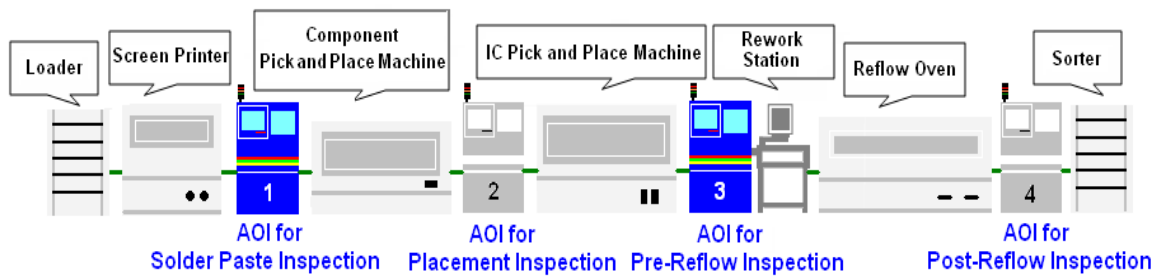 Loader
Screen Printer
Component
Pick and Place Machine
IC Pick and Place Machine
Rework
Station
Reflow Oven
Sorter
1
2
3
4
AOI for
Solder Paste Inspection
AOI for
Placement Inspection
AOI for
Pre-Reflow Inspection
AOI for
Post-Reflow Inspection